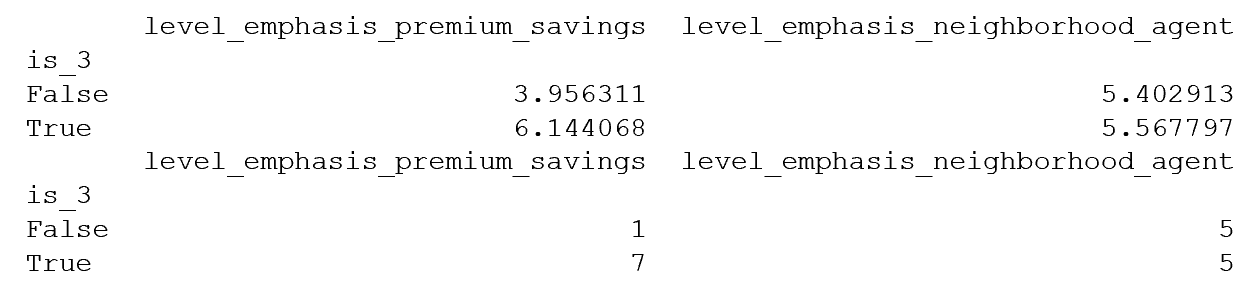 level_emphasis_premium_savings level_emphasis_neighborhood_agent
is_3
False 3.956311 5.402913
True 6.144068 5.567797
level_emphasis_premium_savings level_emphasis_neighborhood_agent
is_3
False 1 5
True 7 5